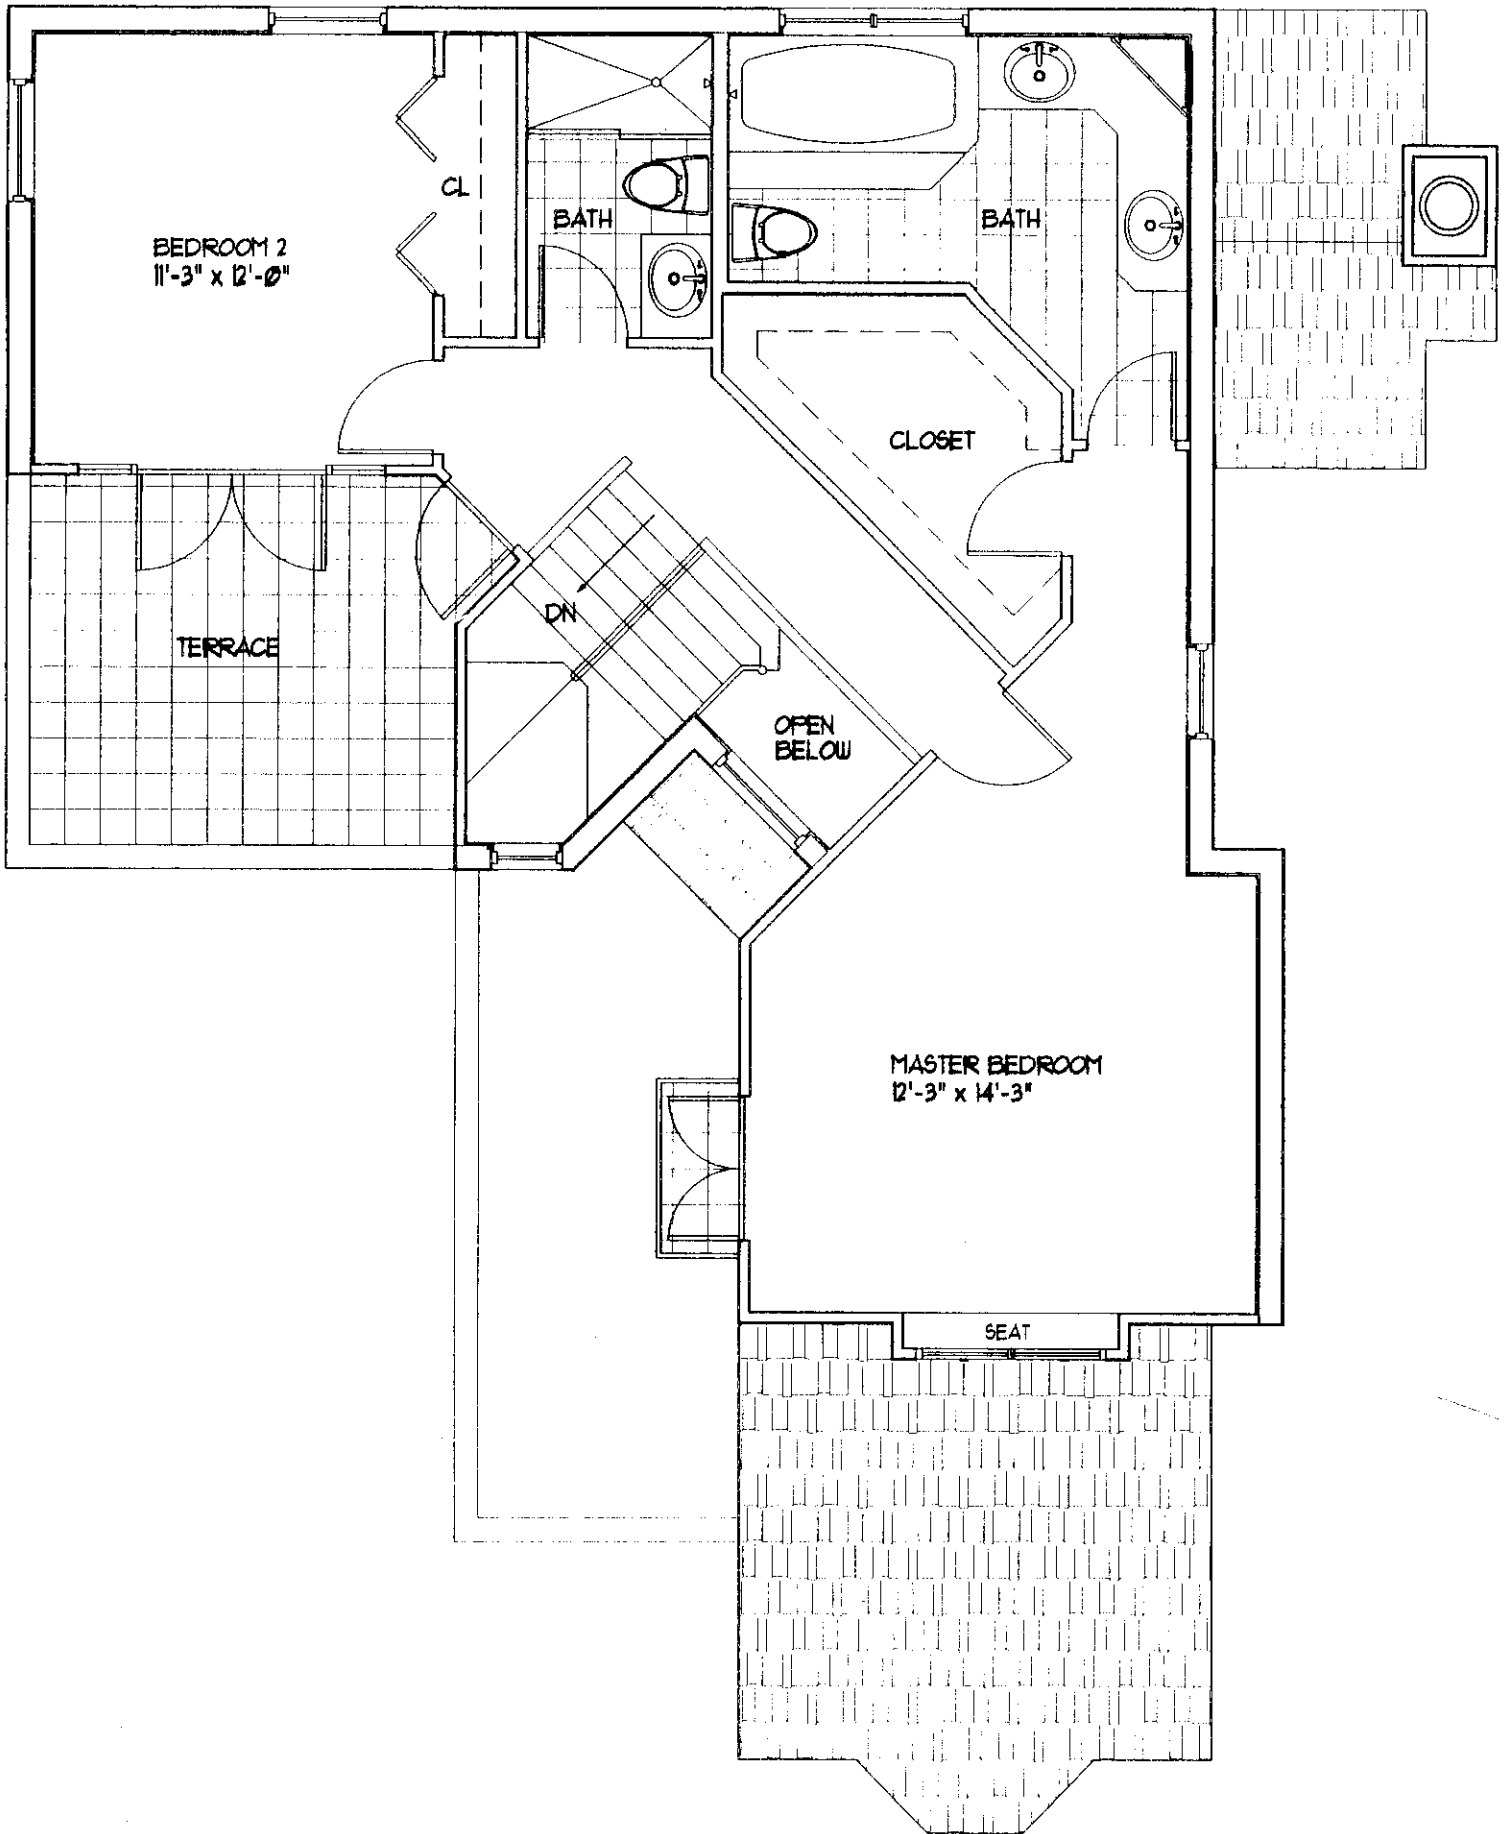 CL
BATH
BATH
BEDROOM 2
11'-3" x 12'-0"
CLOSET
DN
TERRACE
OPEN
BELOW
MASTER BEDROOM
12'-3" x 14'-3"
SEAT